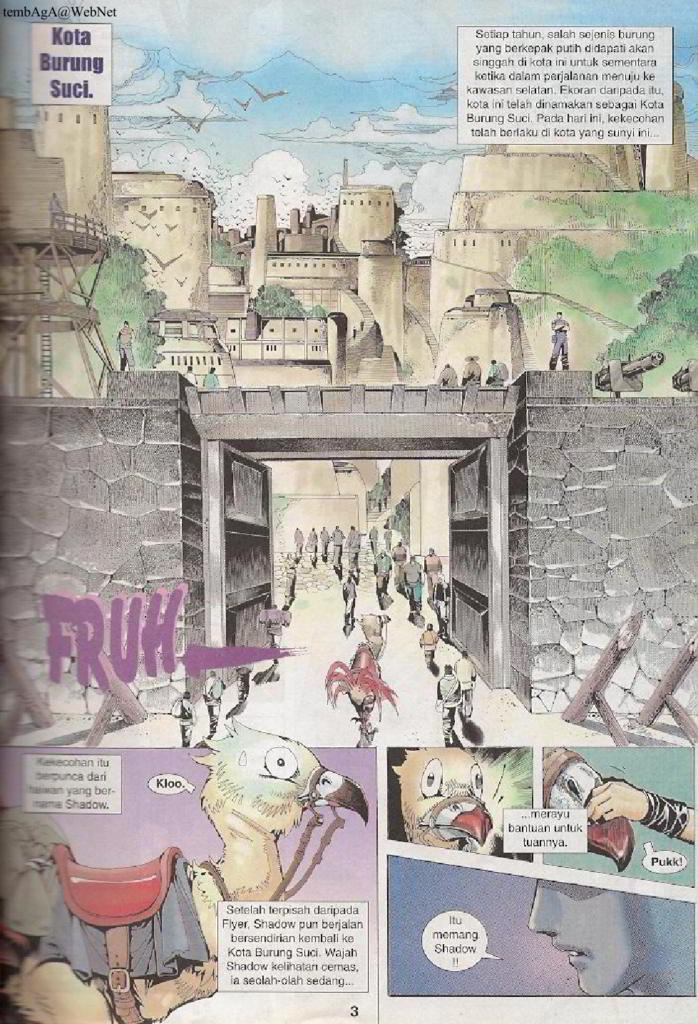 tembAgA@WebNet
Kota
Burung
Suci.
Setiap tahun, salah sejenis burung
yang berkepak putih didapati akan
singgah di kota ini untuk sementara
ketika dalam perjalanan menuju ke
kawasan selatan. Ekoran daripada itu,
kota ini telah dinamakan sebagai Kota
Burung Suci. Pada hari ini, kekecohan
telah berlaku di kota yang sunyi ini...
FRUH
Kekecohan itu
berpunca dari
haiwan yang ber-
nama Shadow.
Kloo.
Setelah terpisah daripada
Flyer, Shadow pun berjalan
bersendirian kembali ke
Kota Burung Suci. Wajah
Shadow kelihatan cemas,
ia seolah-olah sedang...
...merayu
bantuan untuk
tuannya.
Pukk!
Itu
memang
Shadow
!!
3